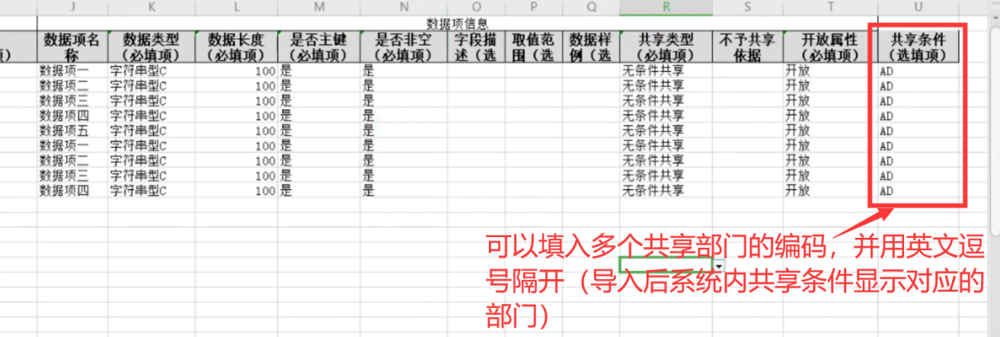 J K L M N O P Q R S T U
数据项信息
数据项名称 数据类型（必填项） 数据长度（必填项） 是否主键（必填项） 是否非空（必填项） 字段描述（选 取值范围（选 数据样例（选 共享类型（必填项） 不予共享依据 开放属性（必填项） 共享条件（选填项）
数据项一 字符串型C 100 是 是 无条件共享 开放 AD
数据项二 字符串型C 100 是 是 无条件共享 开放 AD
数据项三 字符串型C 100 是 是 无条件共享 开放 AD
数据项四 字符串型C 100 是 是 无条件共享 开放 AD
数据项五 字符串型C 100 是 是 无条件共享 开放 AD
数据项一 字符串型C 100 是 是 无条件共享 开放 AD
数据项二 字符串型C 100 是 是 无条件共享 开放 AD
数据项三 字符串型C 100 是 是 无条件共享 开放 AD
数据项四 字符串型C 100 是 是 无条件共享 开放 AD
可以填入多个共享部门的编码，并用英文逗
号隔开（导入后系统内共享条件显示对应的
部门）